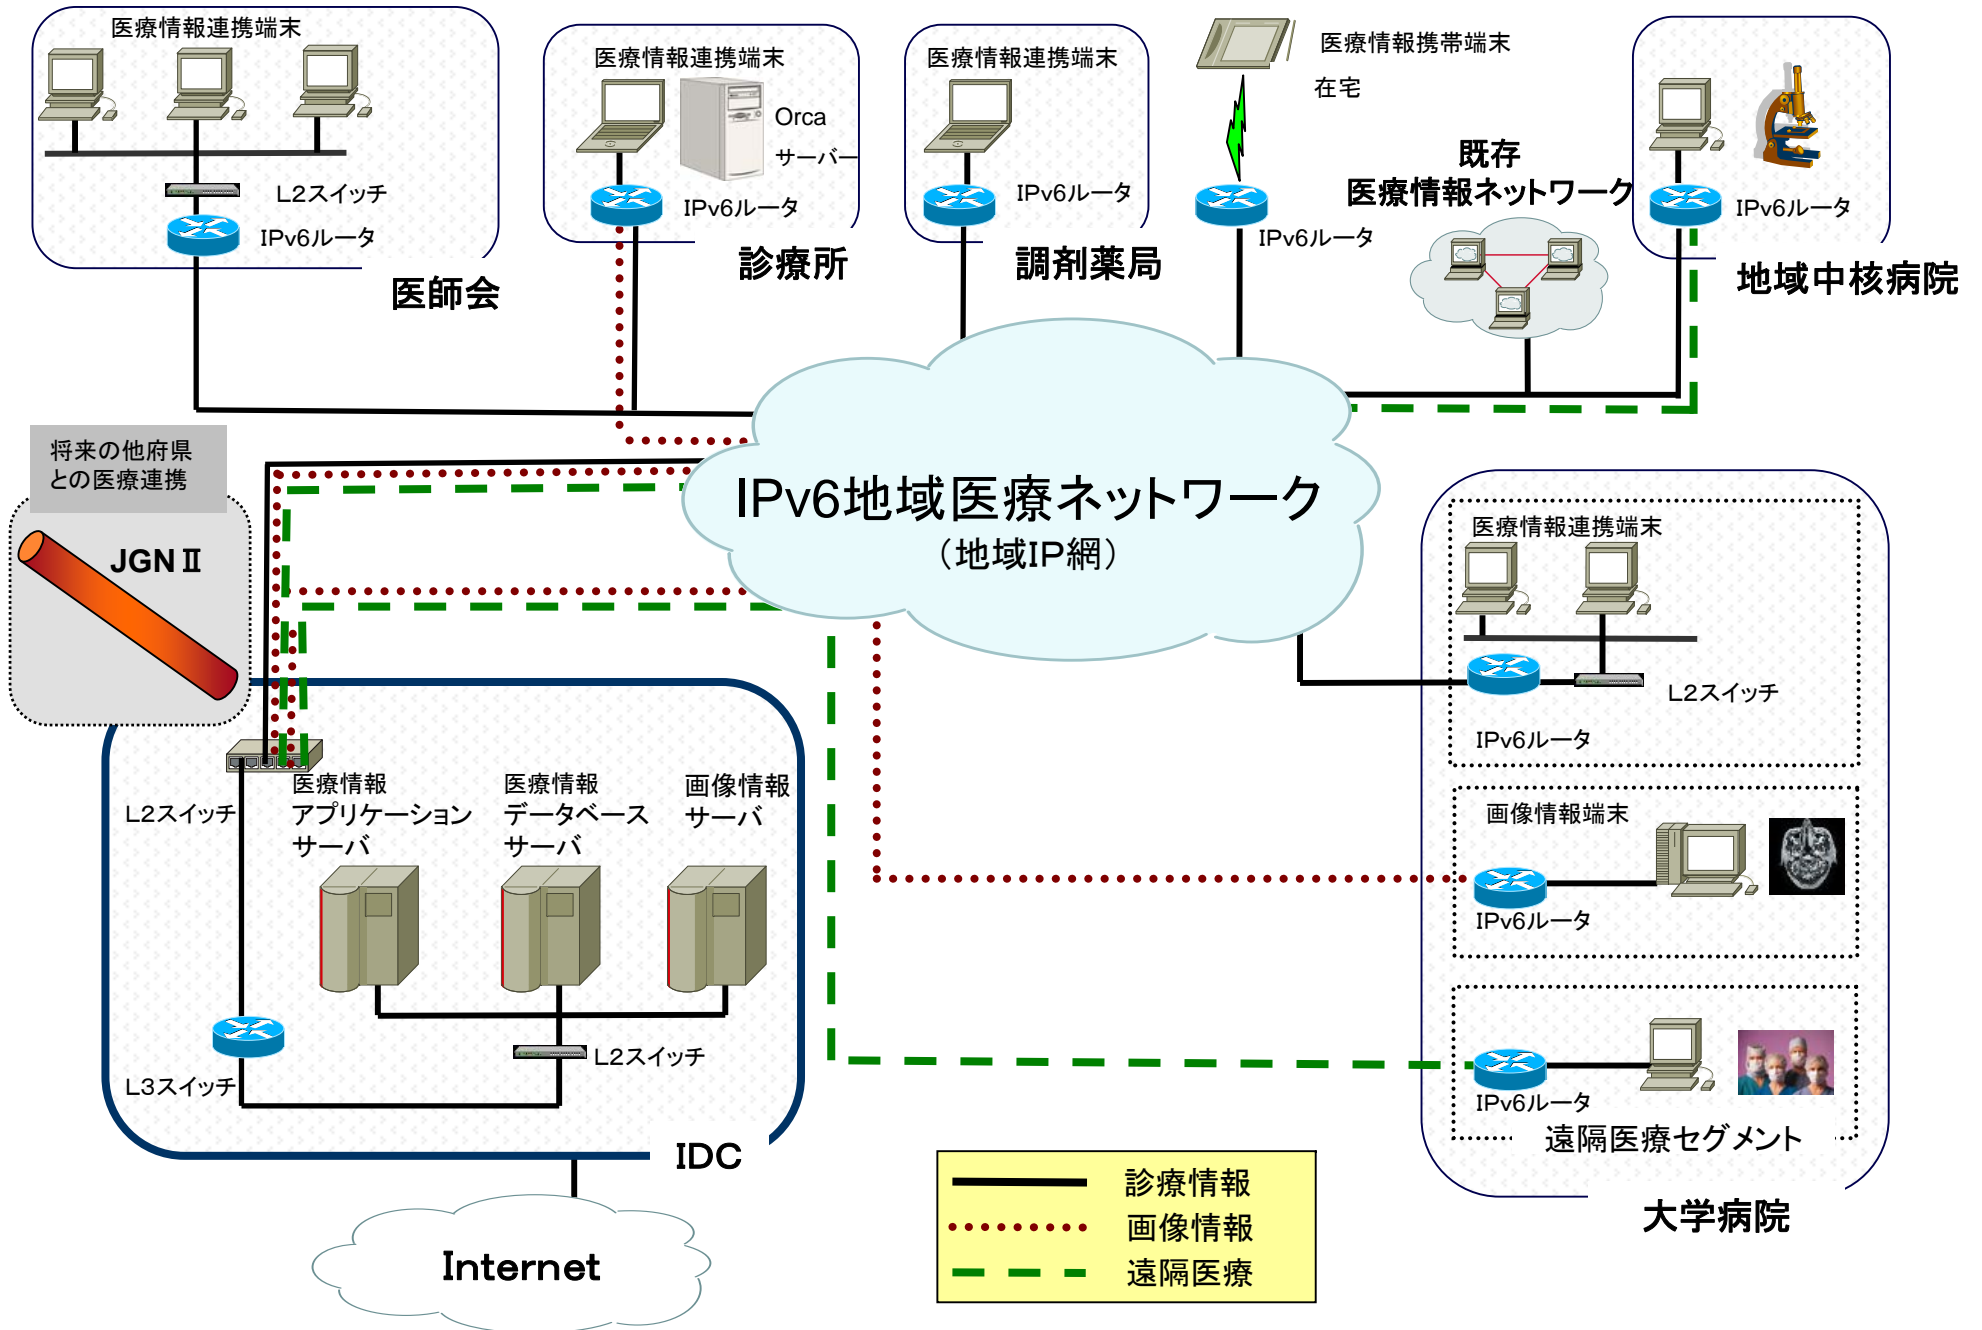 医療情報連携端末
L2スイッチ
IPv6ルータ
医師会
医療情報連携端末
Orca
サーバー
IPv6ルータ
診療所
医療情報連携端末
IPv6ルータ
調剤薬局
医療情報携帯端末
在宅
IPv6ルータ
既存
医療情報ネットワーク
IPv6ルータ
地域中核病院
将来の他府県
との医療連携
JGNⅡ
IPv6地域医療ネットワーク
（地域IP網）
医療情報連携端末
L2スイッチ
IPv6ルータ
画像情報端末
IPv6ルータ
IPv6ルータ
遠隔医療セグメント
大学病院
L2スイッチ
医療情報
アプリケーション
サーバ
医療情報
データベース
サーバ
画像情報
サーバ
L2スイッチ
L3スイッチ
IDC
Internet
診療情報
画像情報
遠隔医療